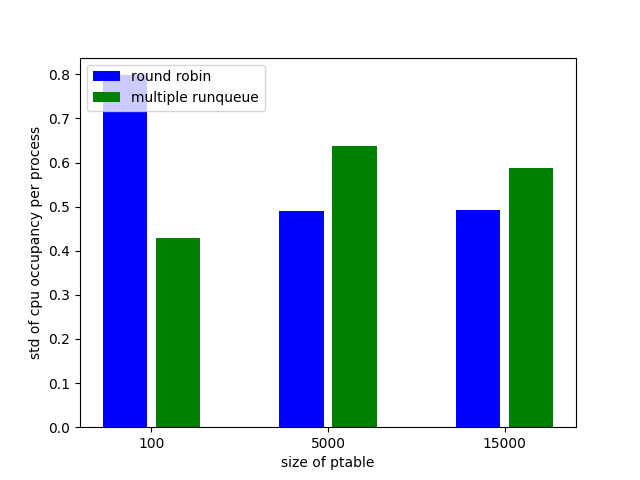 round robin
multiple runqueue
0.8
0.7
0.6
0.5
0.4
0.3
0.2
0.1
0.0
std of cpu occupancy per process
100 5000 15000
size of ptable